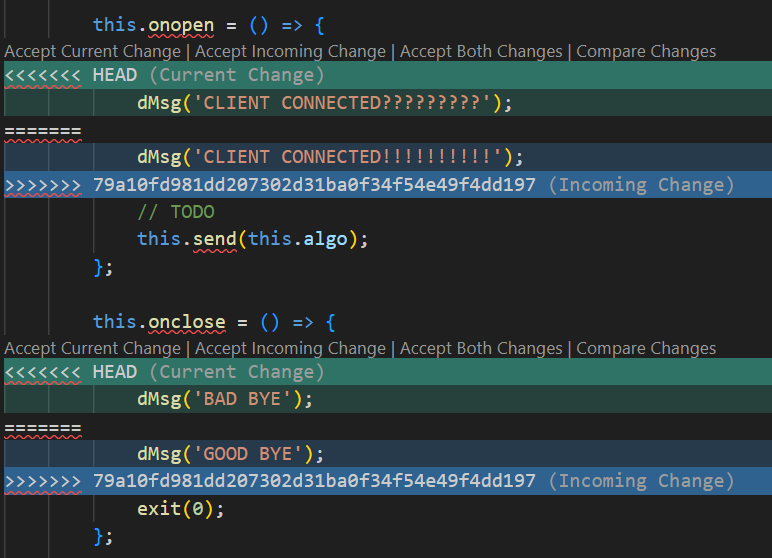 this.onopen = () => {
Accept Current Change | Accept Incoming Change | Accept Both Changes | Compare Changes
<<<<<<< HEAD (Current Change)
dMsg('CLIENT CONNECTED?????????');
=======
dMsg('CLIENT CONNECTED!!!!!!!!!!');
>>>>>>> 79a10fd981dd207302d31ba0f34f54e49f4dd197 (Incoming Change)
// TODO
this.send(this.algo);
};
this.onclose = () => {
Accept Current Change | Accept Incoming Change | Accept Both Changes | Compare Changes
<<<<<<< HEAD (Current Change)
dMsg('BAD BYE');
=======
dMsg('GOOD BYE');
>>>>>>> 79a10fd981dd207302d31ba0f34f54e49f4dd197 (Incoming Change)
exit(0);
};